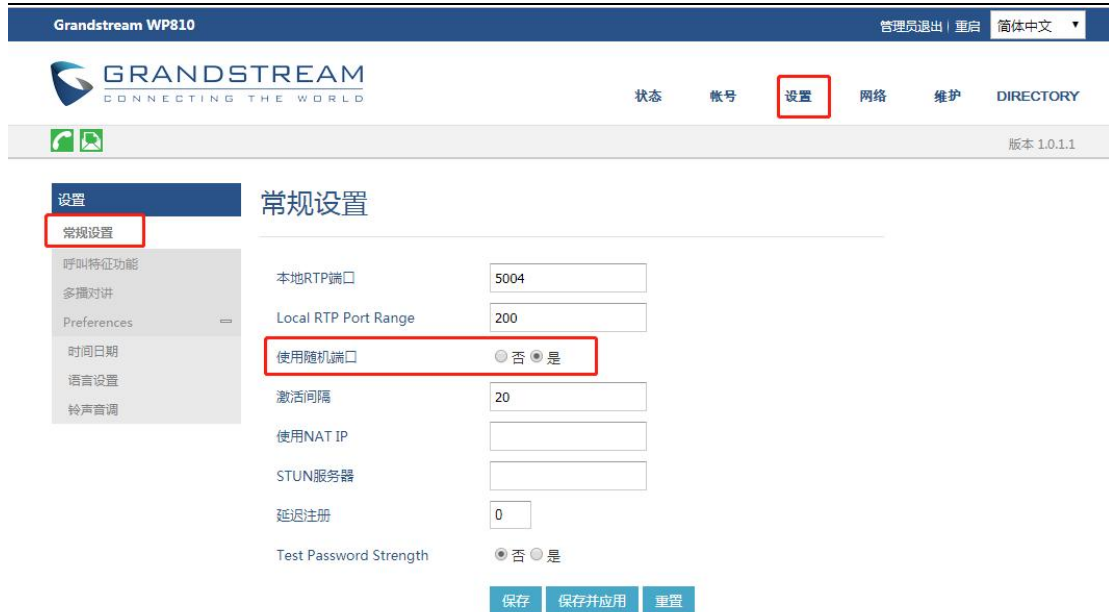 Grandstream WP810
管理员退出 | 重启 简体中文
GRANDSTREAM
CONNECTING THE WORLD
状态 帐号 设置 网络 维护 DIRECTORY
版本 1.0.1.1
设置
常规设置
呼叫特征功能
多播对讲
Preferences
时间日期
语言设置
铃声音调
常规设置
本地RTP端口 5004
Local RTP Port Range 200
使用随机端口 否 是
激活间隔 20
使用NAT IP
STUN服务器
延迟注册 0
Test Password Strength 否 是
保存 保存并应用 重置